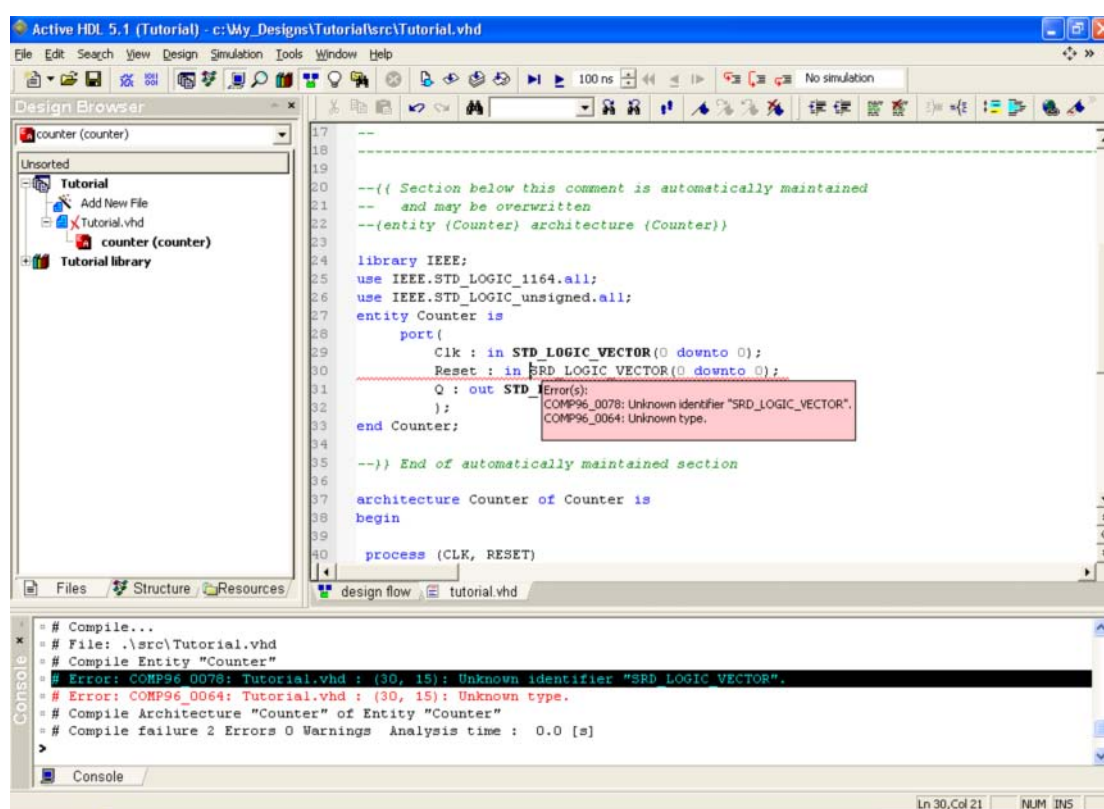 Active HDL 5.1 (Tutorial) - c:\My_Designs\Tutorial\src\Tutorial.vhd
File Edit Search View Design Simulation Tools Window Help
100 ns No simulation
Design Browser
counter (counter)
Unsorted
Tutorial
Add New File
Tutorial.vhd
counter (counter)
Tutorial library
Files Structure Resources
17 --
18 --------------------------------------------------------------------------------
19
20 --{{ Section below this comment is automatically maintained
21 -- and may be overwritten
22 --{entity {Counter} architecture {Counter}}
23
24 library IEEE;
25 use IEEE.STD_LOGIC_1164.all;
26 use IEEE.STD_LOGIC_unsigned.all;
27 entity Counter is
28 port(
29 Clk : in STD_LOGIC_VECTOR(0 downto 0);
30 Reset : in SRD_LOGIC_VECTOR(0 downto 0);
31 Q : out STD_
32 );
33 end Counter;
34
35 --}} End of automatically maintained section
36
37 architecture Counter of Counter is
38 begin
39
40 process (CLK, RESET)
Error(s):
COMP96_0078: Unknown identifier "SRD_LOGIC_VECTOR".
COMP96_0064: Unknown type.
design flow tutorial.vhd
Console
# Compile...
# File: .\src\Tutorial.vhd
# Compile Entity "Counter"
# Error: COMP96_0078: Tutorial.vhd : (30, 15): Unknown identifier "SRD_LOGIC_VECTOR".
# Error: COMP96_0064: Tutorial.vhd : (30, 15): Unknown type.
# Compile Architecture "Counter" of Entity "Counter"
# Compile failure 2 Errors 0 Warnings Analysis time : 0.0 [s]
>
Console
Ln 30,Col 21 NUM INS